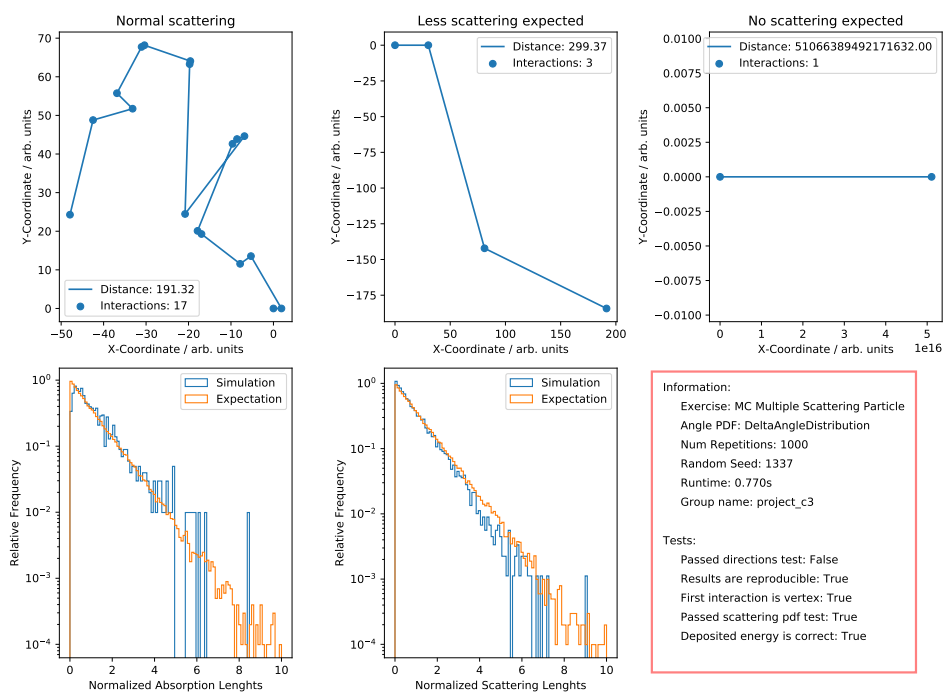 Normal scattering
Y-Coordinate / arb. units
70
60
50
40
30
20
10
0
Distance: 191.32
Interactions: 17
−50 −40 −30 −20 −10 0
X-Coordinate / arb. units
Less scattering expected
Y-Coordinate / arb. units
0
−25
−50
−75
−100
−125
−150
−175
Distance: 299.37
Interactions: 3
0 50 100 150 200
X-Coordinate / arb. units
No scattering expected
Y-Coordinate / arb. units
0.0100
0.0075
0.0050
0.0025
0.0000
−0.0025
−0.0050
−0.0075
−0.0100
Distance: 51066389492171632.00
Interactions: 1
0 1 2 3 4 5
1e16
X-Coordinate / arb. units
Relative Frequency
10⁰
10⁻¹
10⁻²
10⁻³
10⁻⁴
Simulation
Expectation
0 2 4 6 8 10
Normalized Absorption Lenghts
Relative Frequency
10⁰
10⁻¹
10⁻²
10⁻³
10⁻⁴
Simulation
Expectation
0 2 4 6 8 10
Normalized Scattering Lenghts
Information:
Exercise: MC Multiple Scattering Particle
Angle PDF: DeltaAngleDistribution
Num Repetitions: 1000
Random Seed: 1337
Runtime: 0.770s
Group name: project_c3
Tests:
Passed directions test: False
Results are reproducible: True
First interaction is vertex: True
Passed scattering pdf test: True
Deposited energy is correct: True